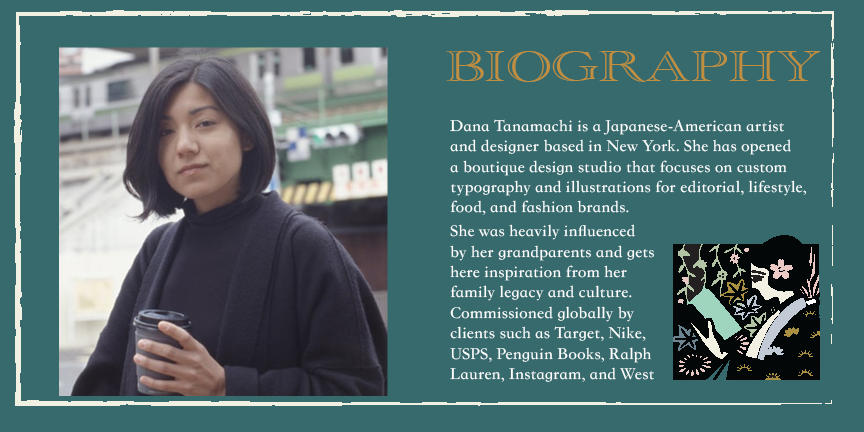 BIOGRAPHY
Dana Tanamachi is a Japanese-American artist
and designer based in New York. She has opened
a boutique design studio that focuses on custom
typography and illustrations for editorial, lifestyle,
food, and fashion brands.
She was heavily influenced
by her grandparents and gets
here inspiration from her
family legacy and culture.
Commissioned globally by
clients such as Target, Nike,
USPS, Penguin Books, Ralph
Lauren, Instagram, and West